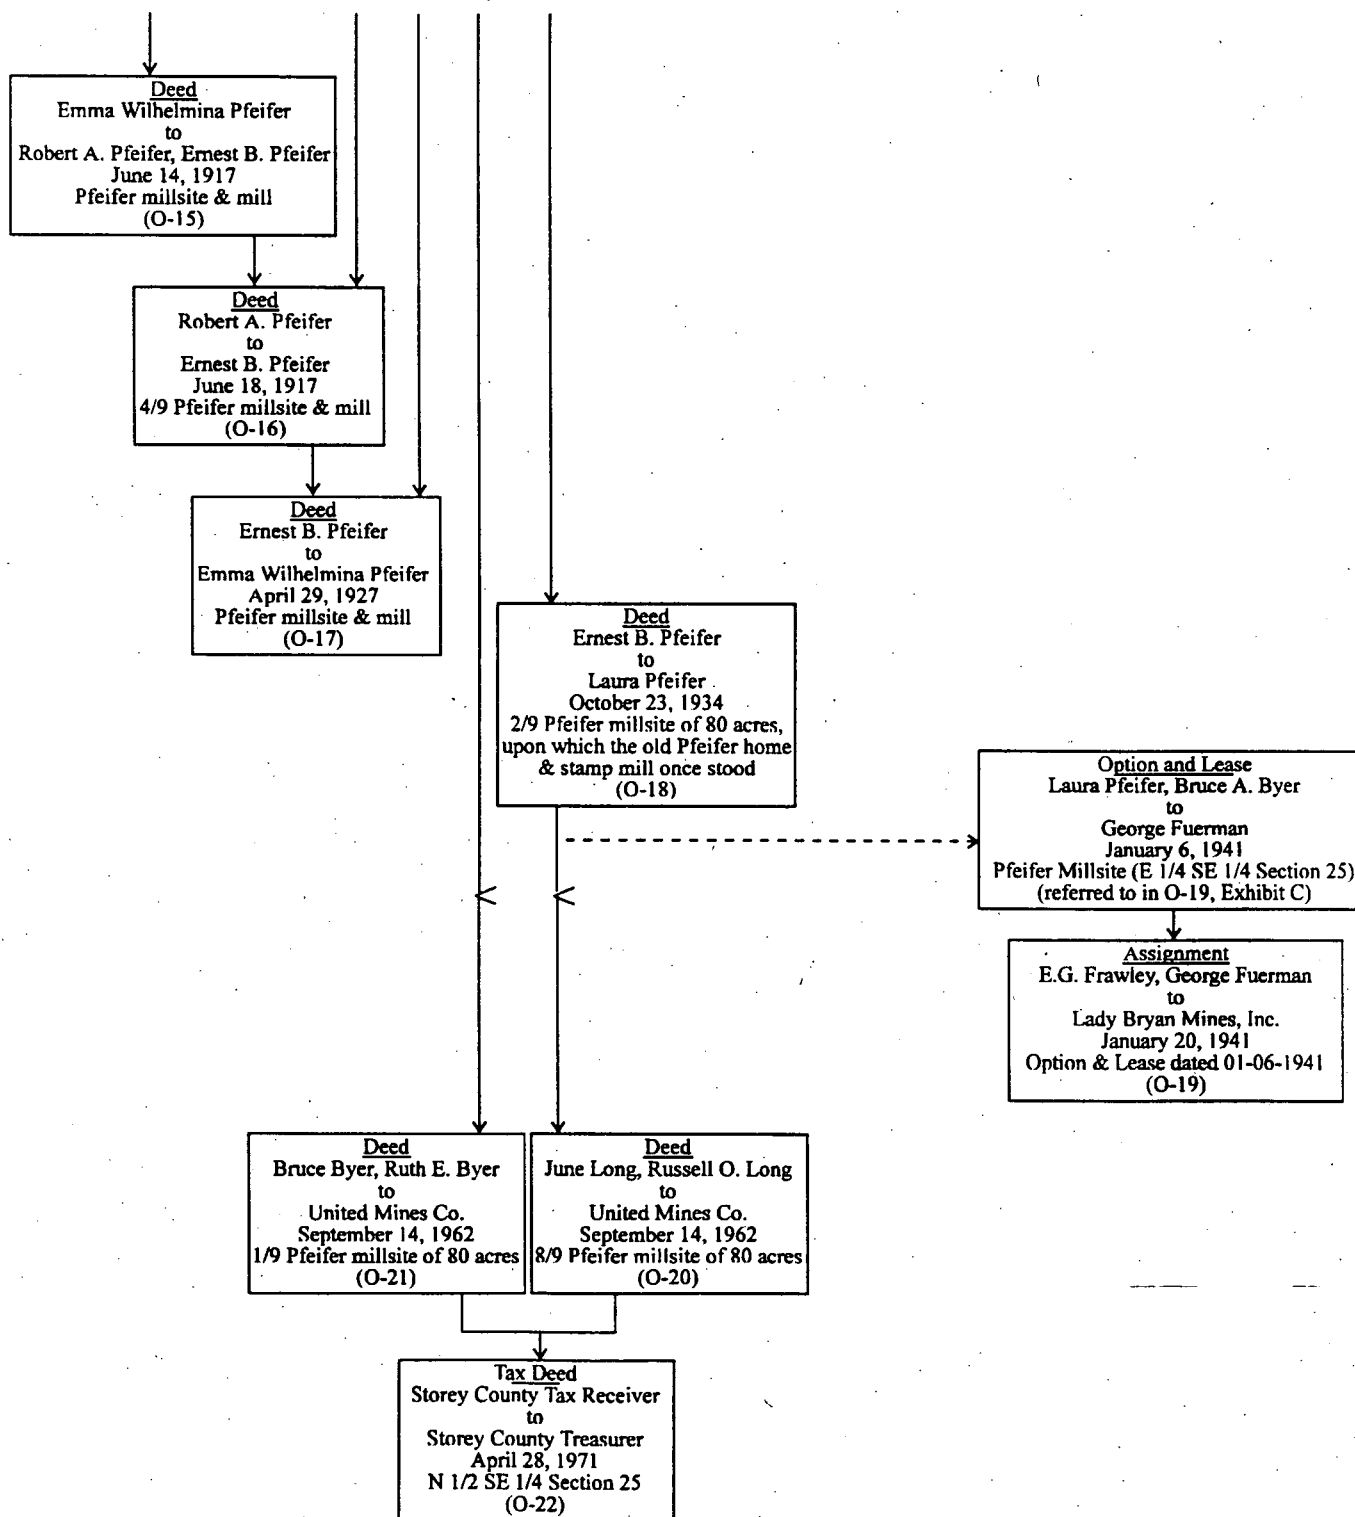 Deed
Emma Wilhelmina Pfeifer
to
Robert A. Pfeifer, Ernest B. Pfeifer
June 14, 1917
Pfeifer millsite & mill
(O-15)
Deed
Robert A. Pfeifer
to
Ernest B. Pfeifer
June 18, 1917
4/9 Pfeifer millsite & mill
(O-16)
Deed
Ernest B. Pfeifer
to
Emma Wilhelmina Pfeifer
April 29, 1927
Pfeifer millsite & mill
(O-17)
Deed
Ernest B. Pfeifer
to
Laura Pfeifer
October 23, 1934
2/9 Pfeifer millsite of 80 acres,
upon which the old Pfeifer home
& stamp mill once stood
(O-18)
Option and Lease
Laura Pfeifer, Bruce A. Byer
to
George Fuerman
January 6, 1941
Pfeifer Millsite (E 1/4 SE 1/4 Section 25)
(referred to in O-19, Exhibit C)
Assignment
E.G. Frawley, George Fuerman
to
Lady Bryan Mines, Inc.
January 20, 1941
Option & Lease dated 01-06-1941
(O-19)
Deed
Bruce Byer, Ruth E. Byer
to
United Mines Co.
September 14, 1962
1/9 Pfeifer millsite of 80 acres
(O-21)
Deed
June Long, Russell O. Long
to
United Mines Co.
September 14, 1962
8/9 Pfeifer millsite of 80 acres
(O-20)
Tax Deed
Storey County Tax Receiver
to
Storey County Treasurer
April 28, 1971
N 1/2 SE 1/4 Section 25
(O-22)